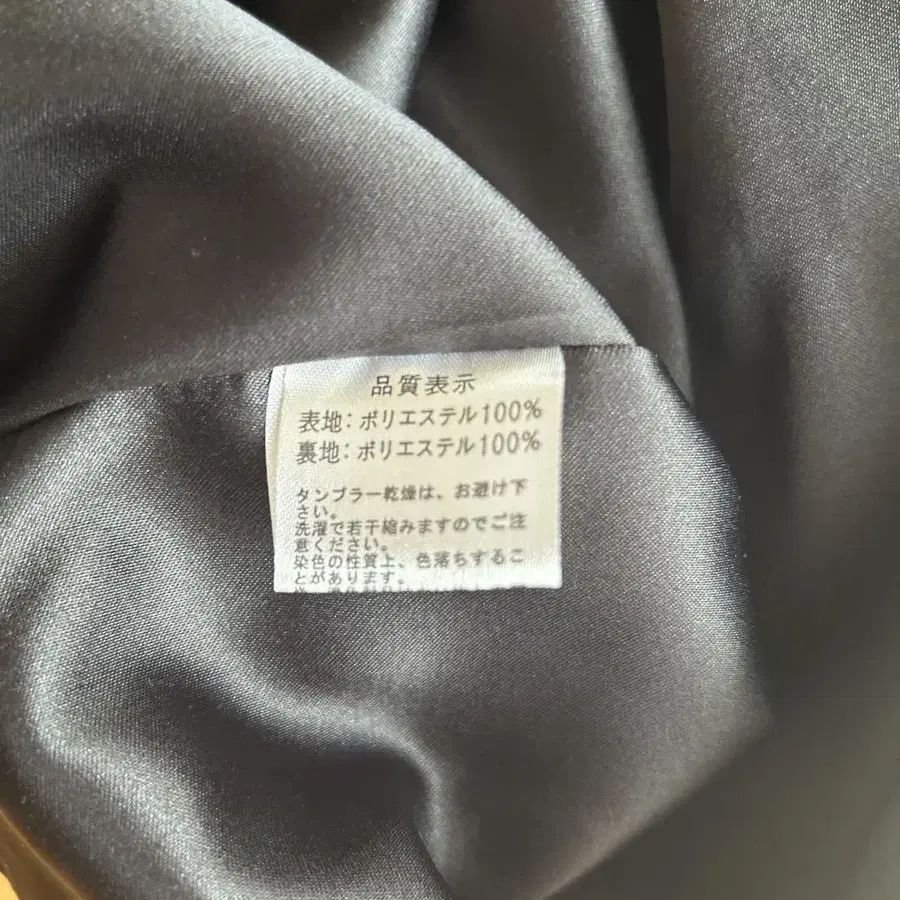 品質表示
表地：ポリエステル100％
裏地：ポリエステル100％
タンブラー乾燥は、お避け下
さい。
洗濯で若干縮みますのでご注
意ください。
染色の性質上、色落ちするこ
とがあります。